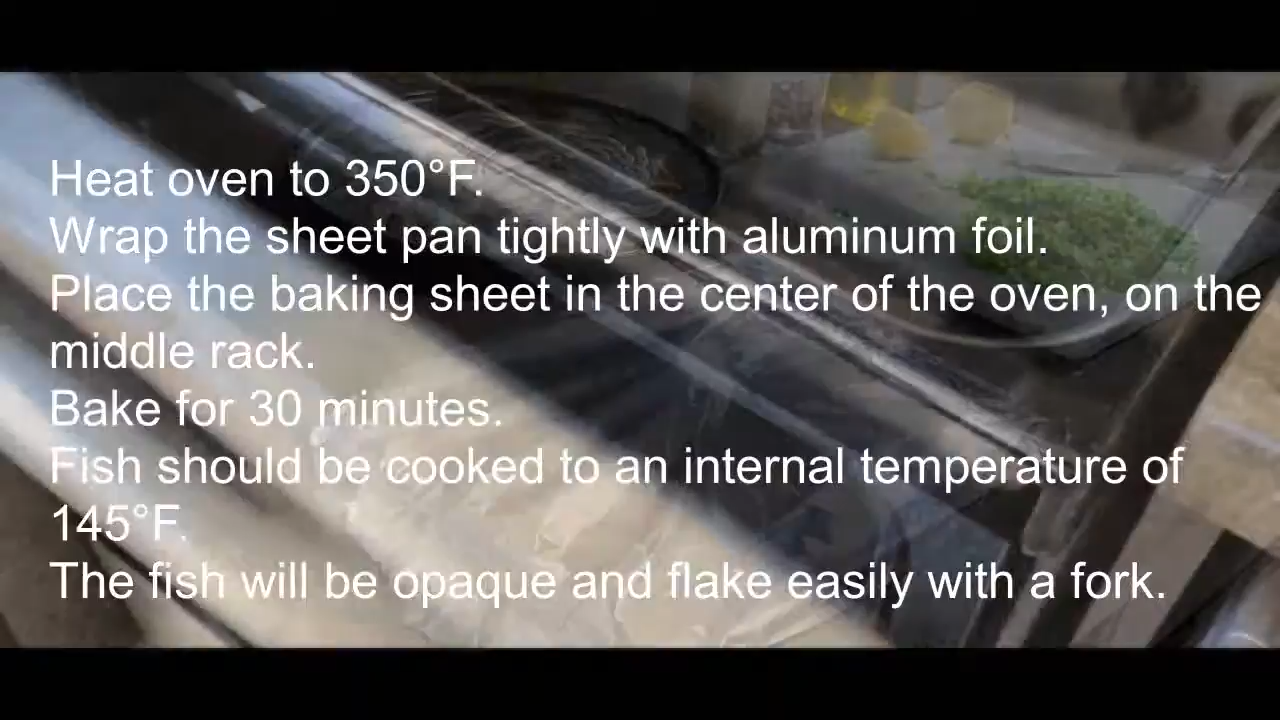 Heat oven to 350°F.
Wrap the sheet pan tightly with aluminum foil.
Place the baking sheet in the center of the oven, on the
middle rack.
Bake for 30 minutes.
Fish should be cooked to an internal temperature of
145°F.
The fish will be opaque and flake easily with a fork.